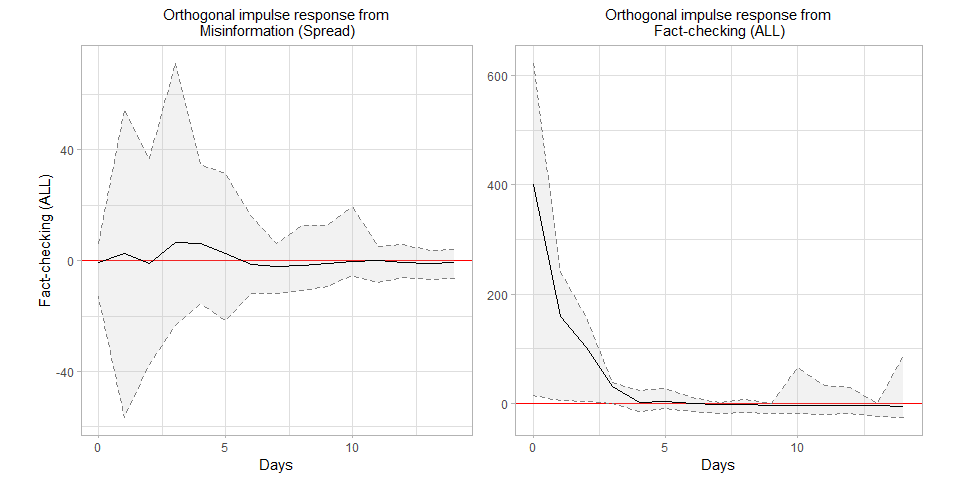 Orthogonal impulse response from
Misinformation (Spread)
Fact-checking (ALL)
40
0
-40
0
5
10
Days
Orthogonal impulse response from
Fact-checking (ALL)
600
400
200
0
0
5
10
Days